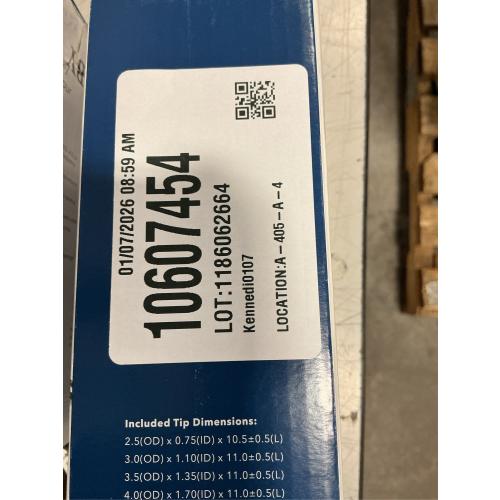 01/07/2026 08:59 AM
10607454
LOT:1186062664
Kennedi0107
LOCATION:A-405-A-4
Included Tip Dimensions:
2.5(OD) x 0.75(ID) x 10.5±0.5(L)
3.0(OD) x 1.10(ID) x 11.0±0.5(L)
3.5(OD) x 1.35(ID) x 11.0±0.5(L)
4.0(OD) x 1.70(ID) x 11.0±0.5(L)